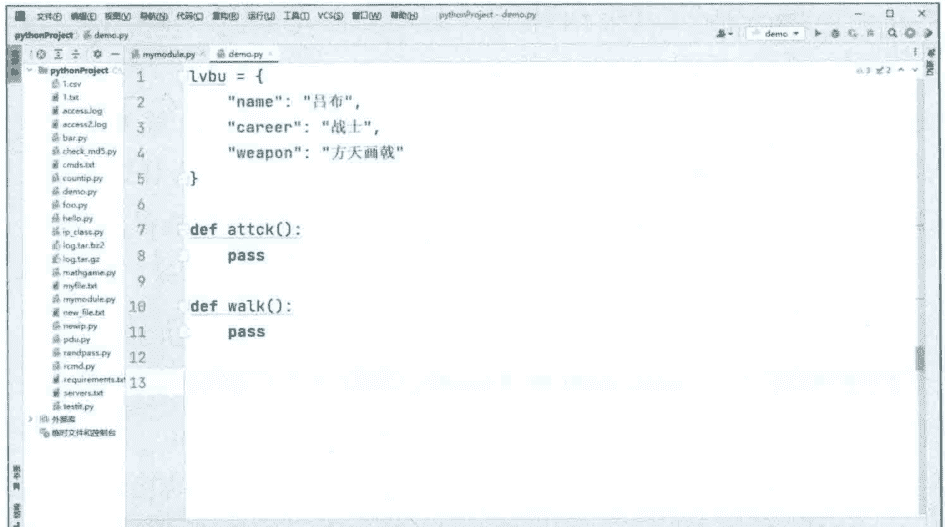 文件(F) 编辑(E) 视图(V) 导航(N) 代码(C) 重构(R) 运行(U) 工具(T) VCS(S) 窗口(W) 帮助(H) pythonProject - demo.py
pythonProject demo.py
demo
mymodule.py demo.py
pythonProject
1.csv
1.txt
access.log
access2.log
bar.py
check_md5.py
cmds.txt
countip.py
demo.py
foo.py
hello.py
ip_class.py
log.tar.bz2
log.tar.gz
mathgame.py
myfile.txt
mymodule.py
new_file.txt
newip.py
pdu.py
randpass.py
rcmd.py
requirements.txt
servers.txt
testit.py
外部库
临时文件和控制台
1 lvbu = {
2 "name": "吕布",
3 "career": "战士",
4 "weapon": "方天画戟"
5 }
6
7 def attck():
8 pass
9
10 def walk():
11 pass
12
13